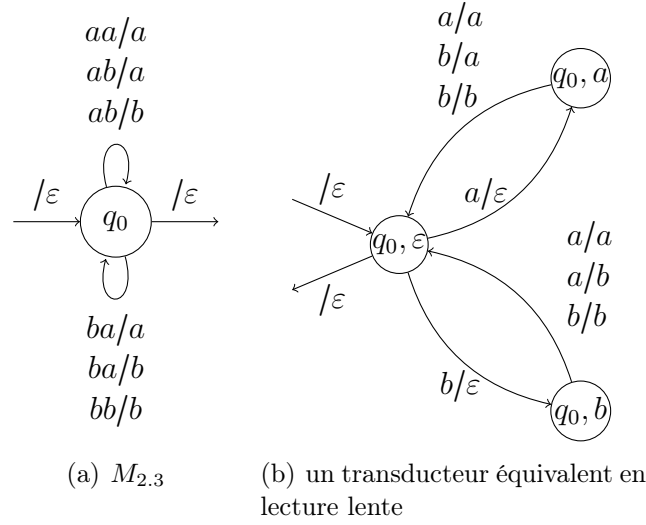 aa/a
ab/a
ab/b
/ε
q₀
/ε
ba/a
ba/b
bb/b
(a) M₂.₃
a/a
b/a
b/b
q₀, a
/ε
a/ε
q₀, ε
/ε
a/a
a/b
b/b
b/ε
q₀, b
(b) un transducteur équivalent en
lecture lente